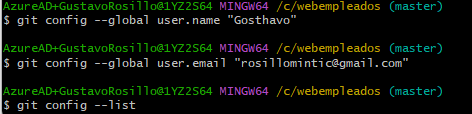 AzureAD+GustavoRosillo@1YZ2S64 MINGW64 /c/webempleados (master)
$ git config --global user.name "Gosthavo"
AzureAD+GustavoRosillo@1YZ2S64 MINGW64 /c/webempleados (master)
$ git config --global user.email "rosillomintic@gmail.com"
AzureAD+GustavoRosillo@1YZ2S64 MINGW64 /c/webempleados (master)
$ git config --list